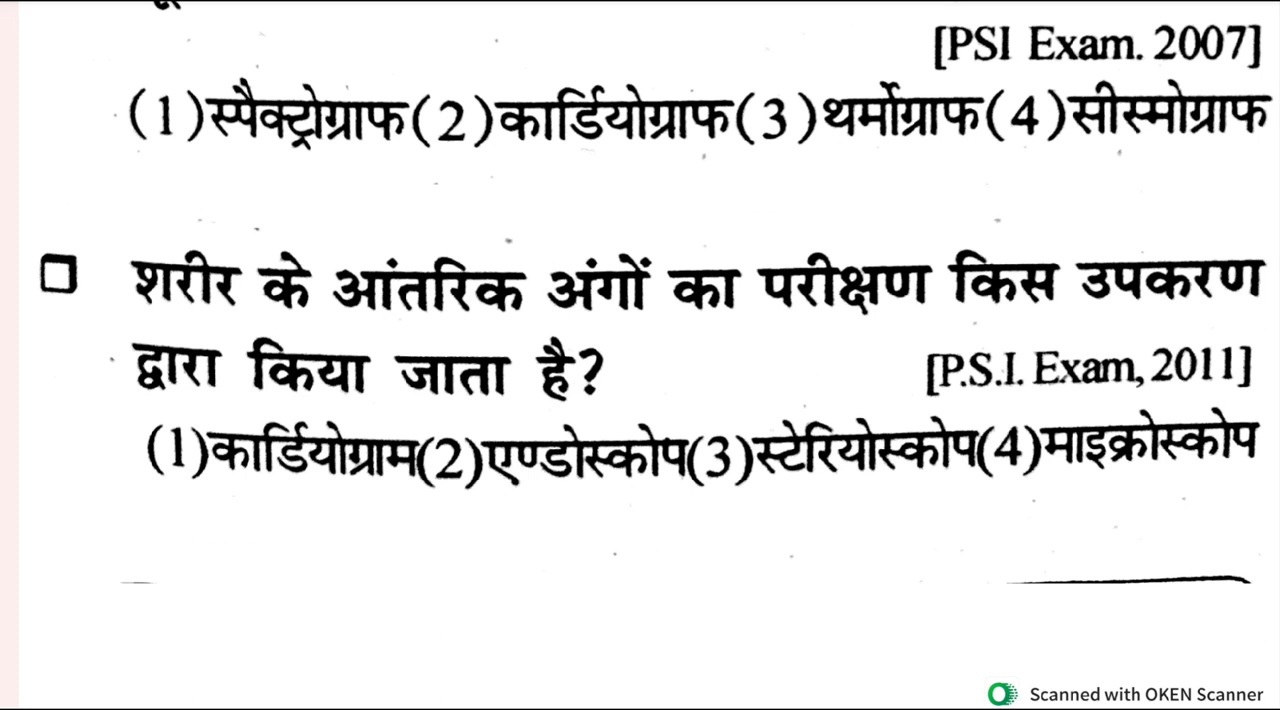 [PSI Exam. 2007]
(1)स्पैक्ट्रोग्राफ(2)कार्डियोग्राफ(3)थर्मोग्राफ(4)सीस्मोग्राफ
□ शरीर के आंतरिक अंगों का परीक्षण किस उपकरण
द्वारा किया जाता है? [P.S.I. Exam, 2011]
(1)कार्डियोग्राम(2)एण्डोस्कोप(3)स्टेरियोस्कोप(4)माइक्रोस्कोप
Scanned with OKEN Scanner